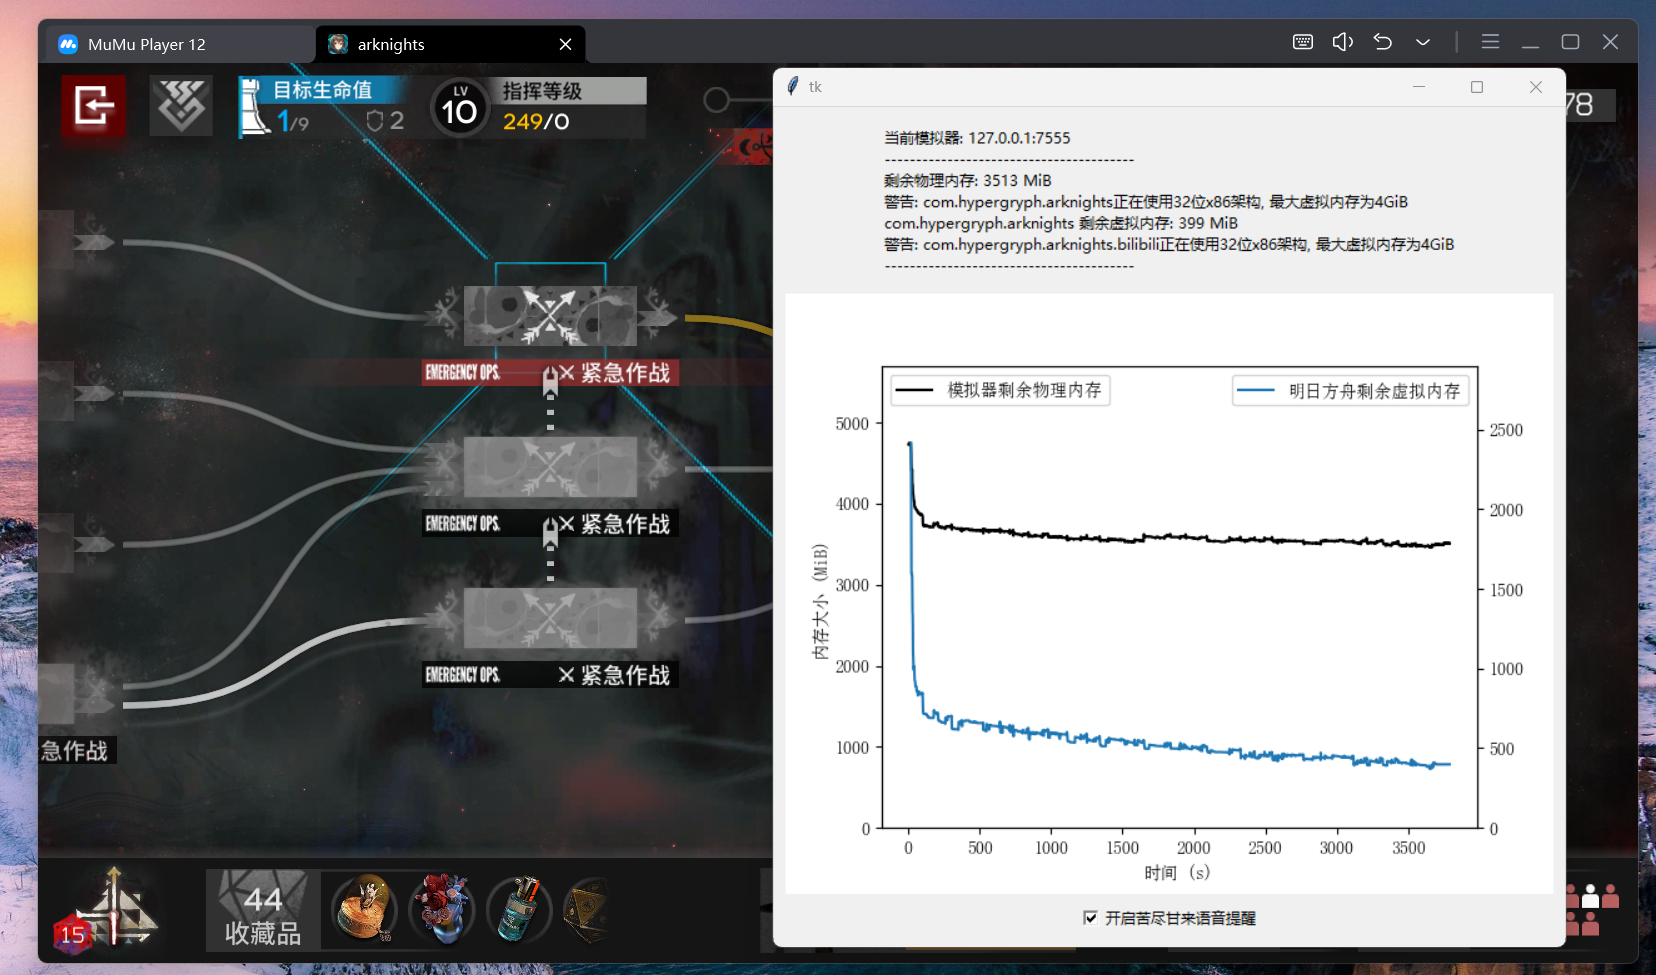 MuMu Player 12
arknights
目标生命值
1/9
2
LV
10
指挥等级
249/0
78
EMERGENCY OPS.
紧急作战
EMERGENCY OPS.
紧急作战
EMERGENCY OPS.
紧急作战
急作战
15
44
收藏品
tk
当前模拟器: 127.0.0.1:7555
----------------------------------------
剩余物理内存: 3513 MiB
警告: com.hypergryph.arknights正在使用32位x86架构, 最大虚拟内存为4GiB
com.hypergryph.arknights 剩余虚拟内存: 399 MiB
警告: com.hypergryph.arknights.bilibili正在使用32位x86架构, 最大虚拟内存为4GiB
----------------------------------------
模拟器剩余物理内存
明日方舟剩余虚拟内存
5000
4000
3000
2000
1000
0
内存大小 (MiB)
2500
2000
1500
1000
500
0
0 500 1000 1500 2000 2500 3000 3500
时间 (s)
开启苦尽甘来语音提醒